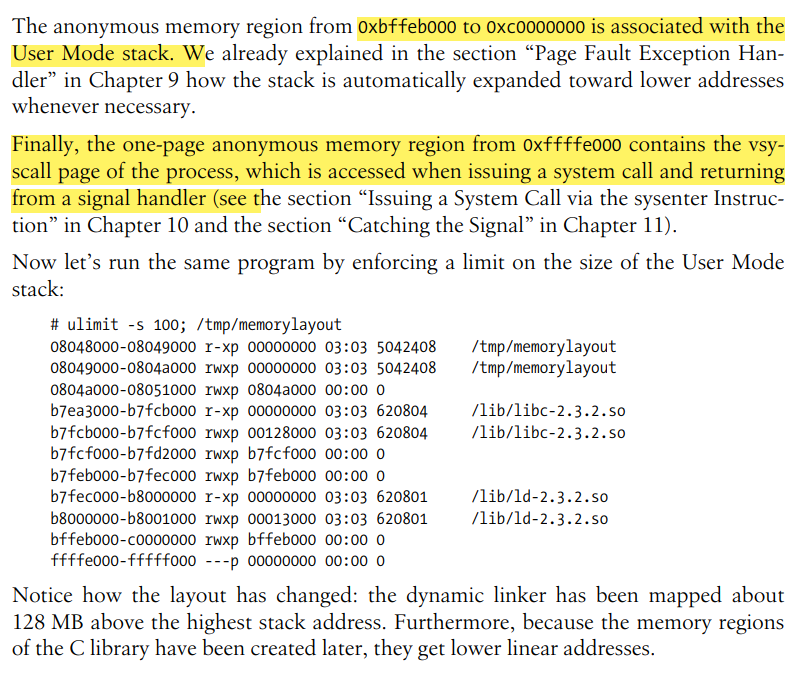 The anonymous memory region from 0xbffeb000 to 0xc0000000 is associated with the
User Mode stack. We already explained in the section “Page Fault Exception Han-
dler” in Chapter 9 how the stack is automatically expanded toward lower addresses
whenever necessary.
Finally, the one-page anonymous memory region from 0xffffe000 contains the vsy-
scall page of the process, which is accessed when issuing a system call and returning
from a signal handler (see the section “Issuing a System Call via the sysenter Instruc-
tion” in Chapter 10 and the section “Catching the Signal” in Chapter 11).
Now let’s run the same program by enforcing a limit on the size of the User Mode
stack:
# ulimit -s 100; /tmp/memorylayout
08048000-08049000 r-xp 00000000 03:03 5042408 /tmp/memorylayout
08049000-0804a000 rwxp 00000000 03:03 5042408 /tmp/memorylayout
0804a000-08051000 rwxp 0804a000 00:00 0
b7ea3000-b7fcb000 r-xp 00000000 03:03 620804 /lib/libc-2.3.2.so
b7fcb000-b7fcf000 rwxp 00128000 03:03 620804 /lib/libc-2.3.2.so
b7fcf000-b7fd2000 rwxp b7fcf000 00:00 0
b7feb000-b7fec000 rwxp b7feb000 00:00 0
b7fec000-b8000000 r-xp 00000000 03:03 620801 /lib/ld-2.3.2.so
b8000000-b8001000 rwxp 00013000 03:03 620801 /lib/ld-2.3.2.so
bffeb000-c0000000 rwxp bffeb000 00:00 0
ffffe000-fffff000 ---p 00000000 00:00 0
Notice how the layout has changed: the dynamic linker has been mapped about
128 MB above the highest stack address. Furthermore, because the memory regions
of the C library have been created later, they get lower linear addresses.